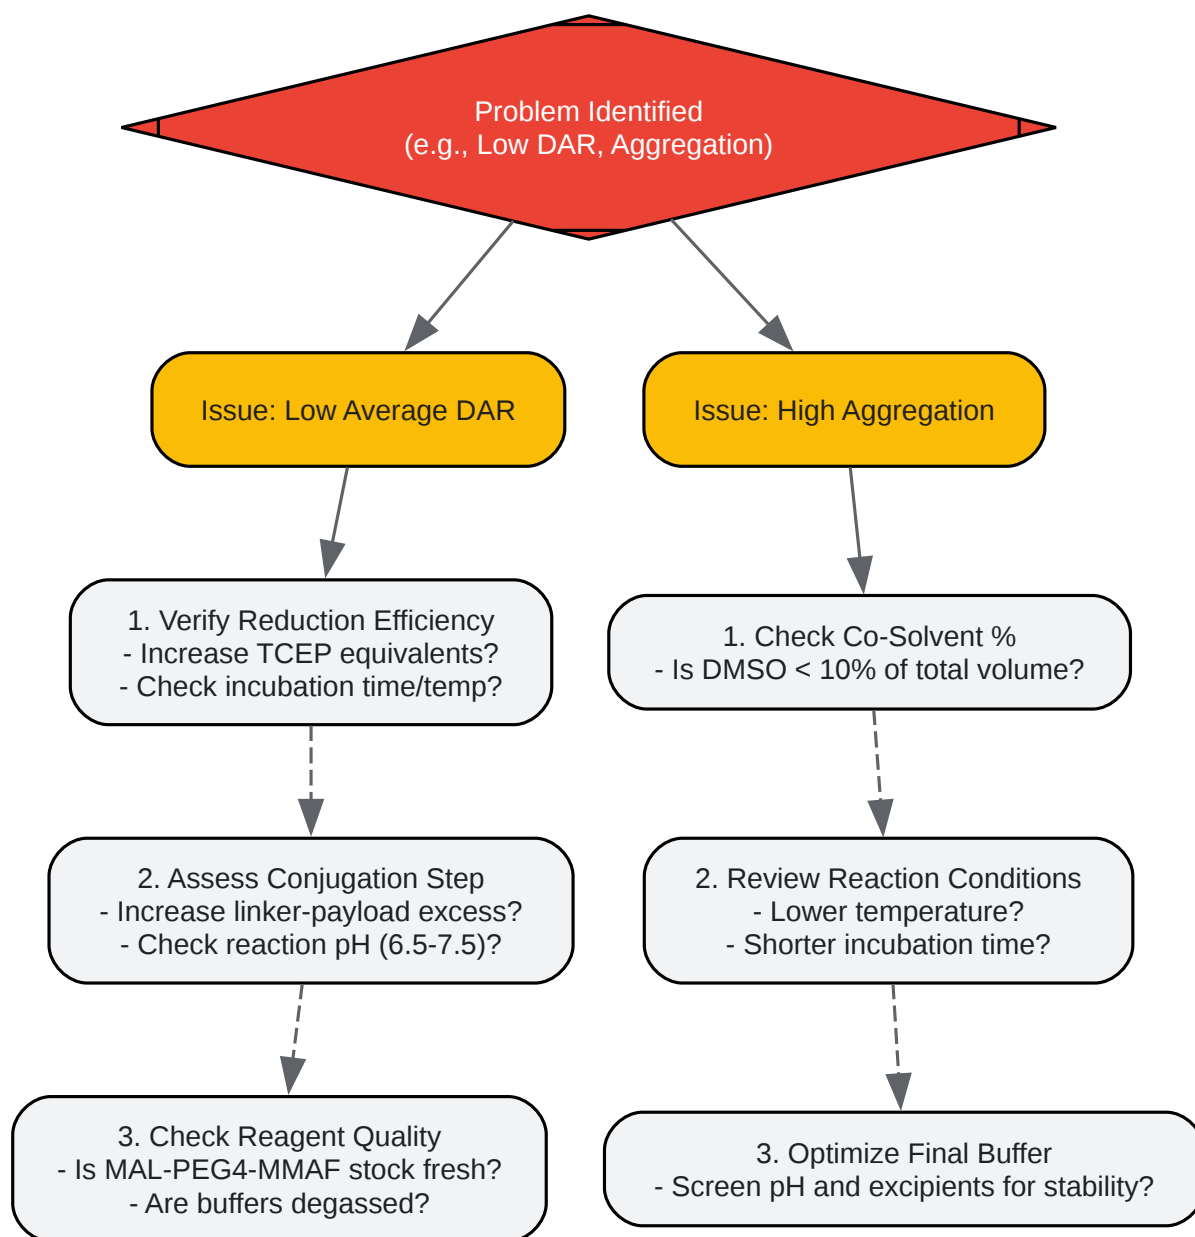 Problem Identified
(e.g., Low DAR, Aggregation)
Issue: Low Average DAR
Issue: High Aggregation
1. Verify Reduction Efficiency
- Increase TCEP equivalents?
- Check incubation time/temp?
1. Check Co-Solvent %
- Is DMSO < 10% of total volume?
2. Assess Conjugation Step
- Increase linker-payload excess?
- Check reaction pH (6.5-7.5)?
2. Review Reaction Conditions
- Lower temperature?
- Shorter incubation time?
3. Check Reagent Quality
- Is MAL-PEG4-MMAF stock fresh?
- Are buffers degassed?
3. Optimize Final Buffer
- Screen pH and excipients for stability?